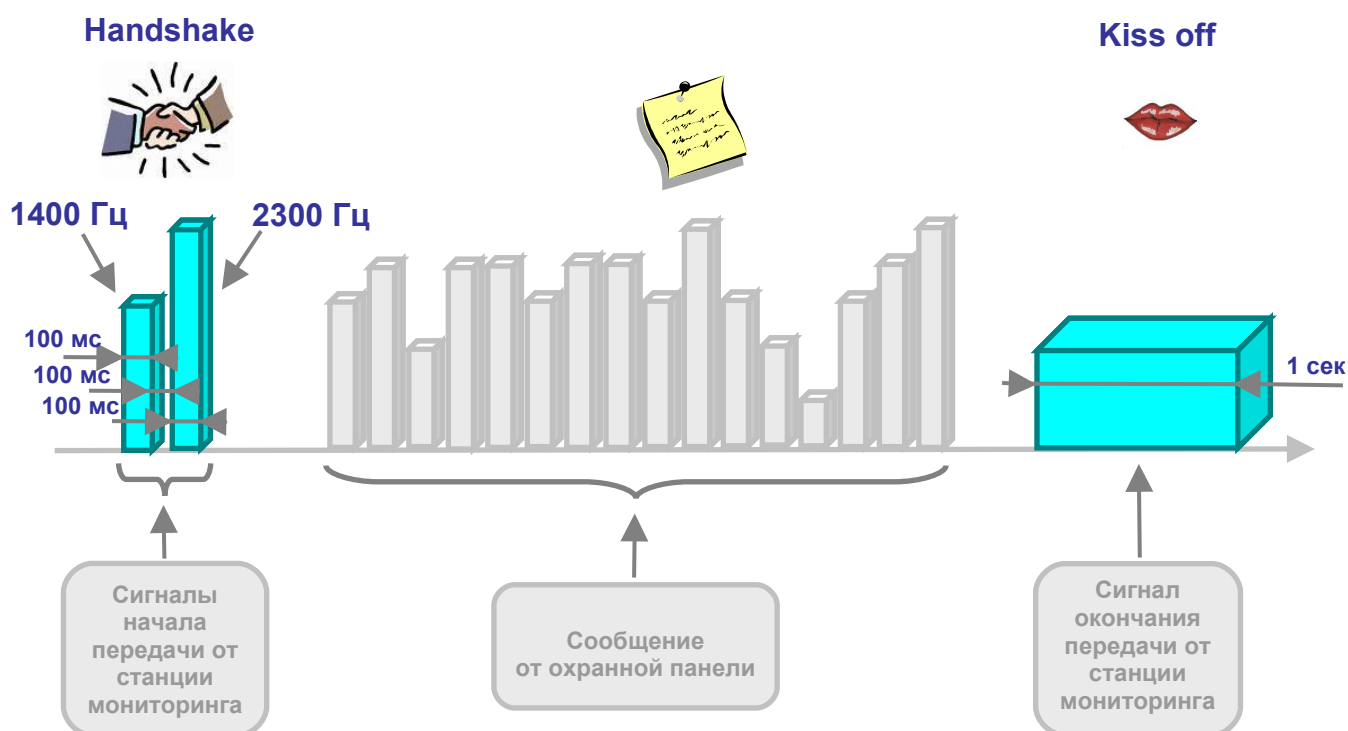 Handshake
Kiss off
1400 Гц
2300 Гц
100 мс
100 мс
100 мс
1 сек
Сигналы
начала
передачи от
станции
мониторинга
Сообщение
от охранной панели
Сигнал
окончания
передачи от
станции
мониторинга